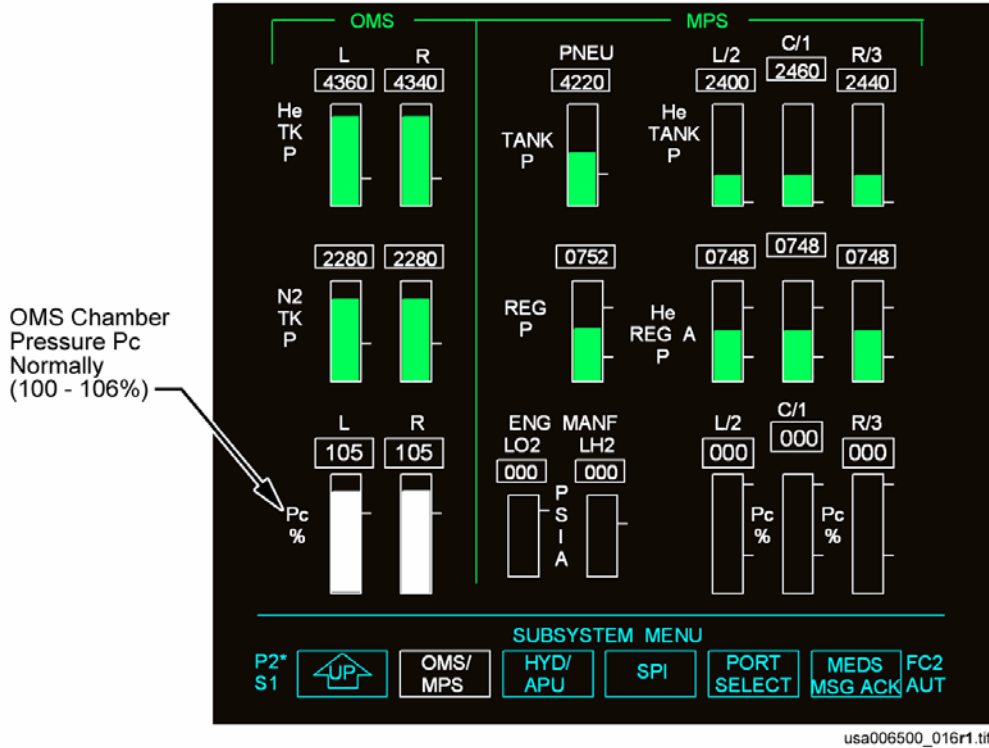 OMS MPS
L R PNEU L/2 C/1 R/3
4360 4340 4220 2400 2460 2440
He
TK
P
TANK
P
He
TANK
P
2280 2280 0752 0748 0748 0748
N2
TK
P
REG
P
He
REG A
P
OMS Chamber
Pressure Pc
Normally
(100 - 106%)
L R ENG MANF L/2 C/1 R/3
LO2 LH2
105 105 000 000 000 000 000
Pc
%
P
S
I
A
Pc
%
Pc
%
SUBSYSTEM MENU
P2*
S1
UP
OMS/
MPS
HYD/
APU
SPI
PORT
SELECT
MEDS
MSG ACK
FC2
AUT
usa006500_016r1.tif